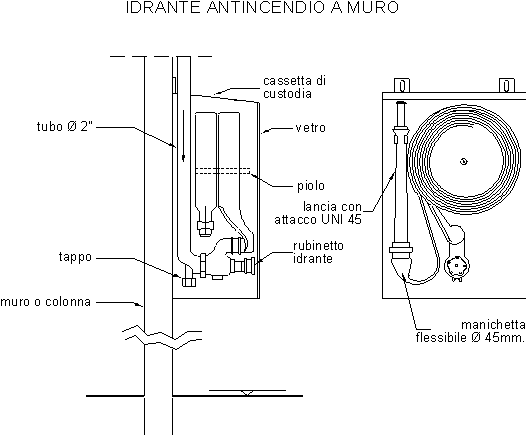 IDRANTE ANTINCENDIO A MURO
cassetta di
custodia
tubo Ø 2"
vetro
piolo
lancia con
attacco UNI 45
rubinetto
idrante
tappo
muro o colonna
manichetta
flessibile Ø 45mm.